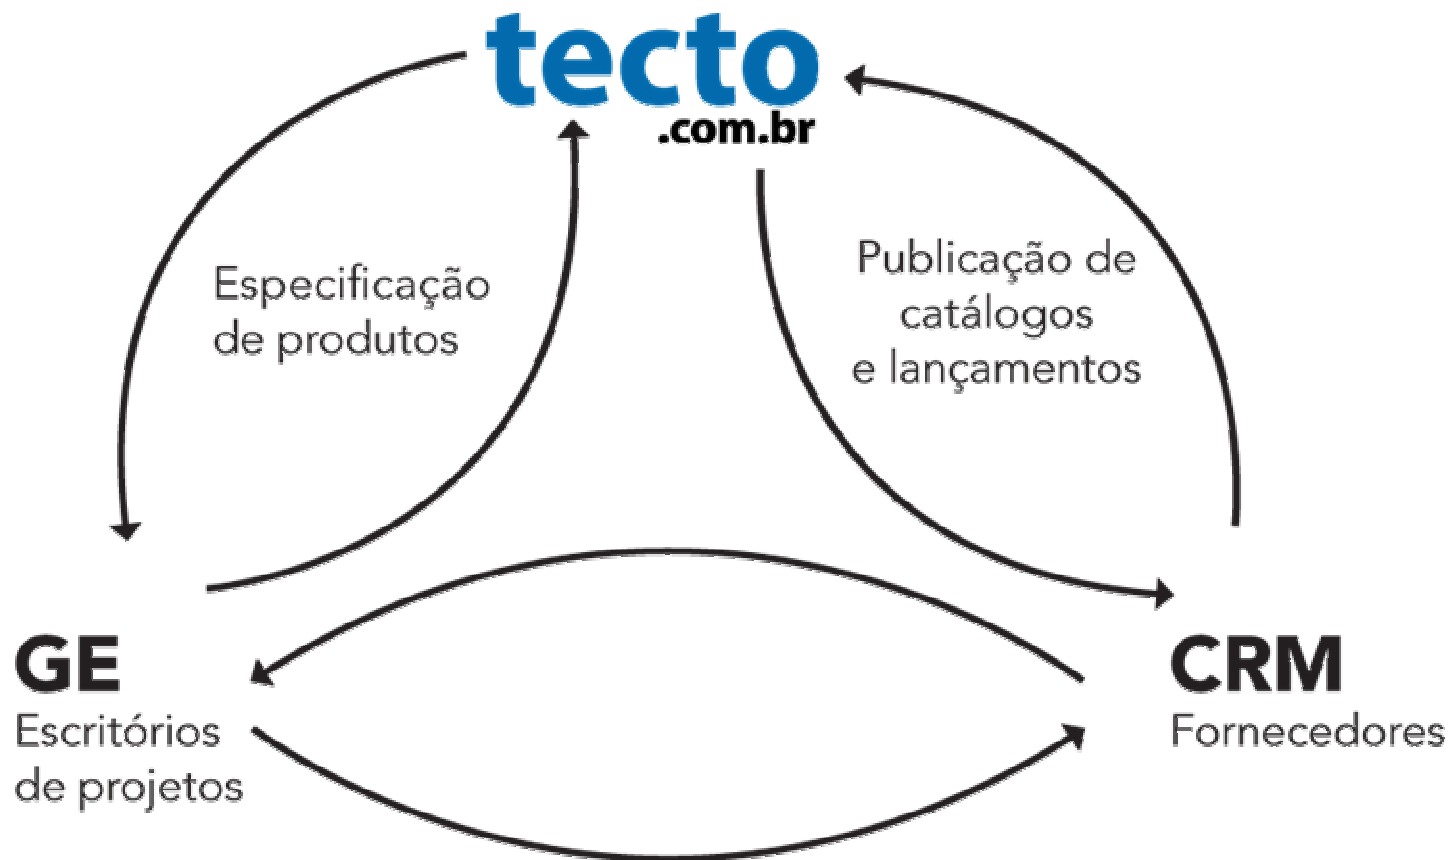 tecto
.com.br
Especificação
de produtos
Publicação de
catálogos
e lançamentos
GE
Escritórios
de projetos
CRM
Fornecedores